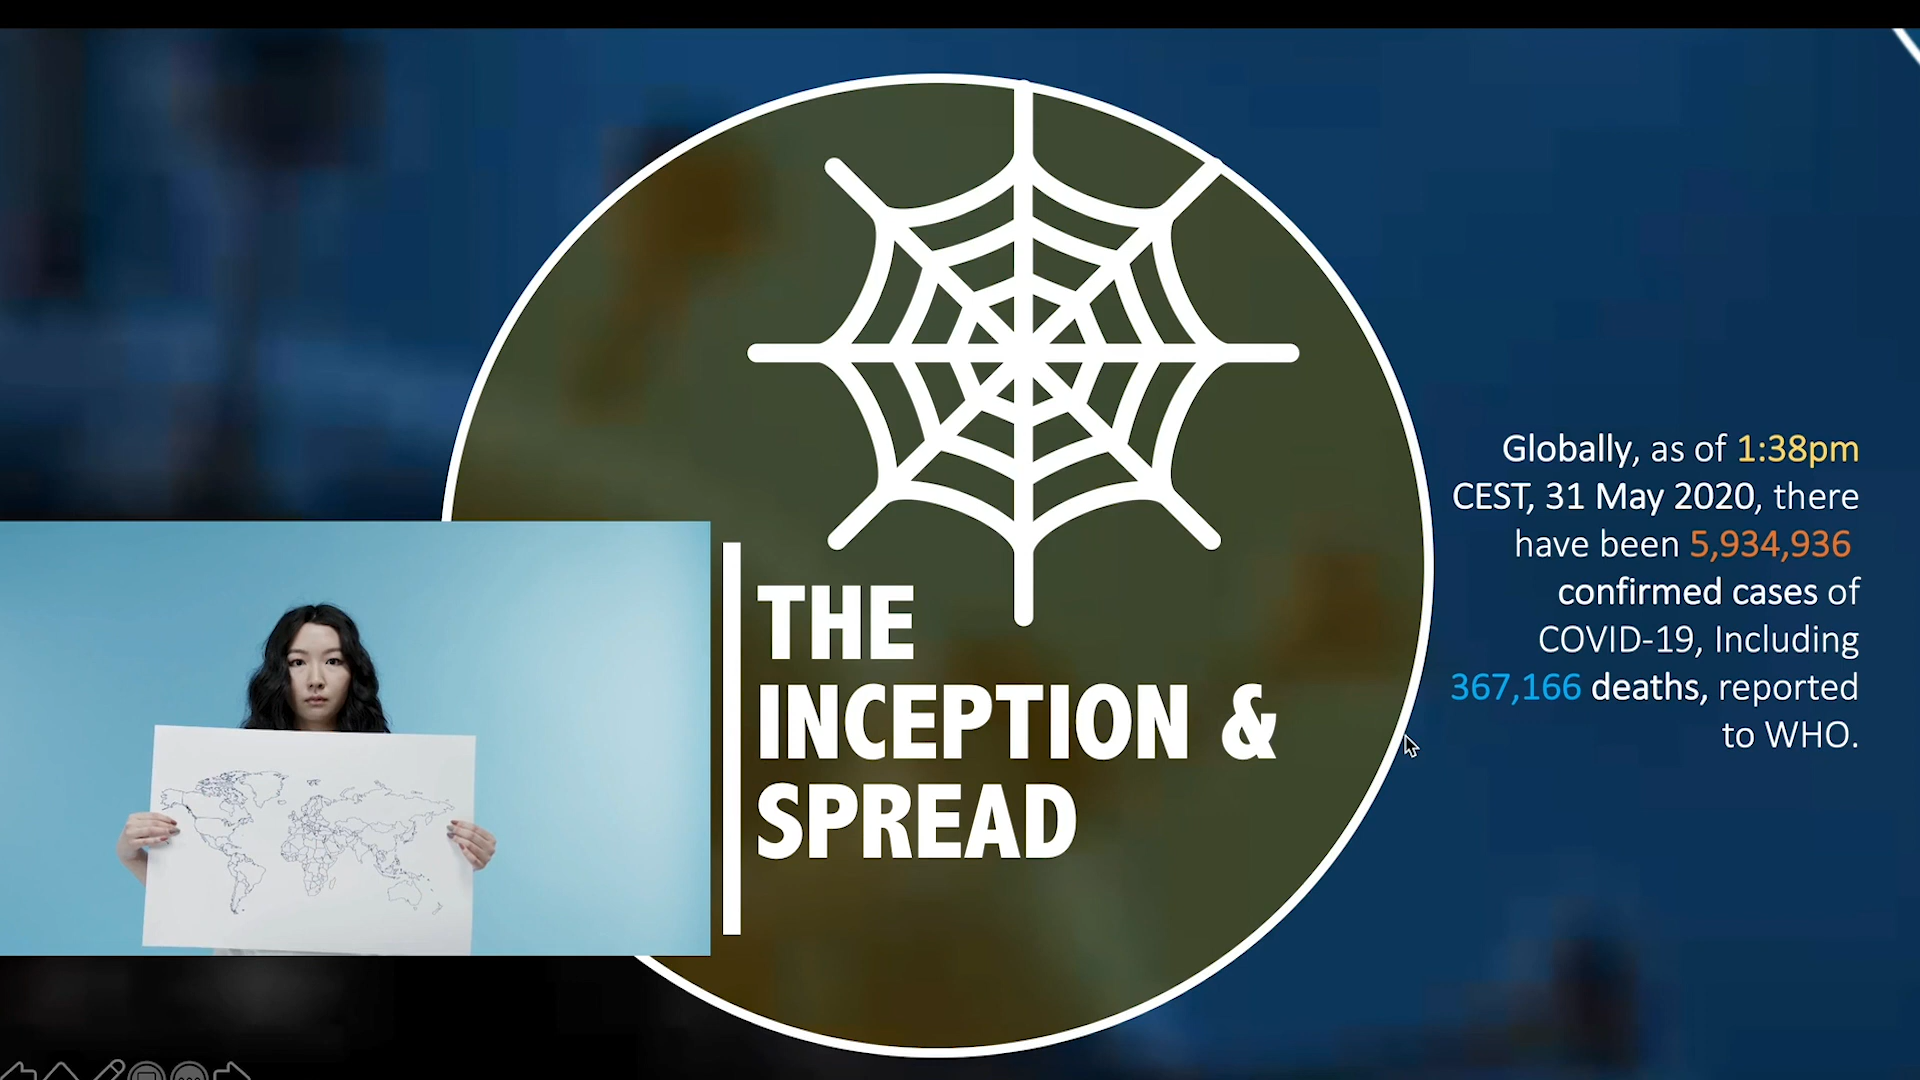 THE
INCEPTION &
SPREAD
Globally, as of 1:38pm
CEST, 31 May 2020, there
have been 5,934,936
confirmed cases of
COVID-19, Including
367,166 deaths, reported
to WHO.